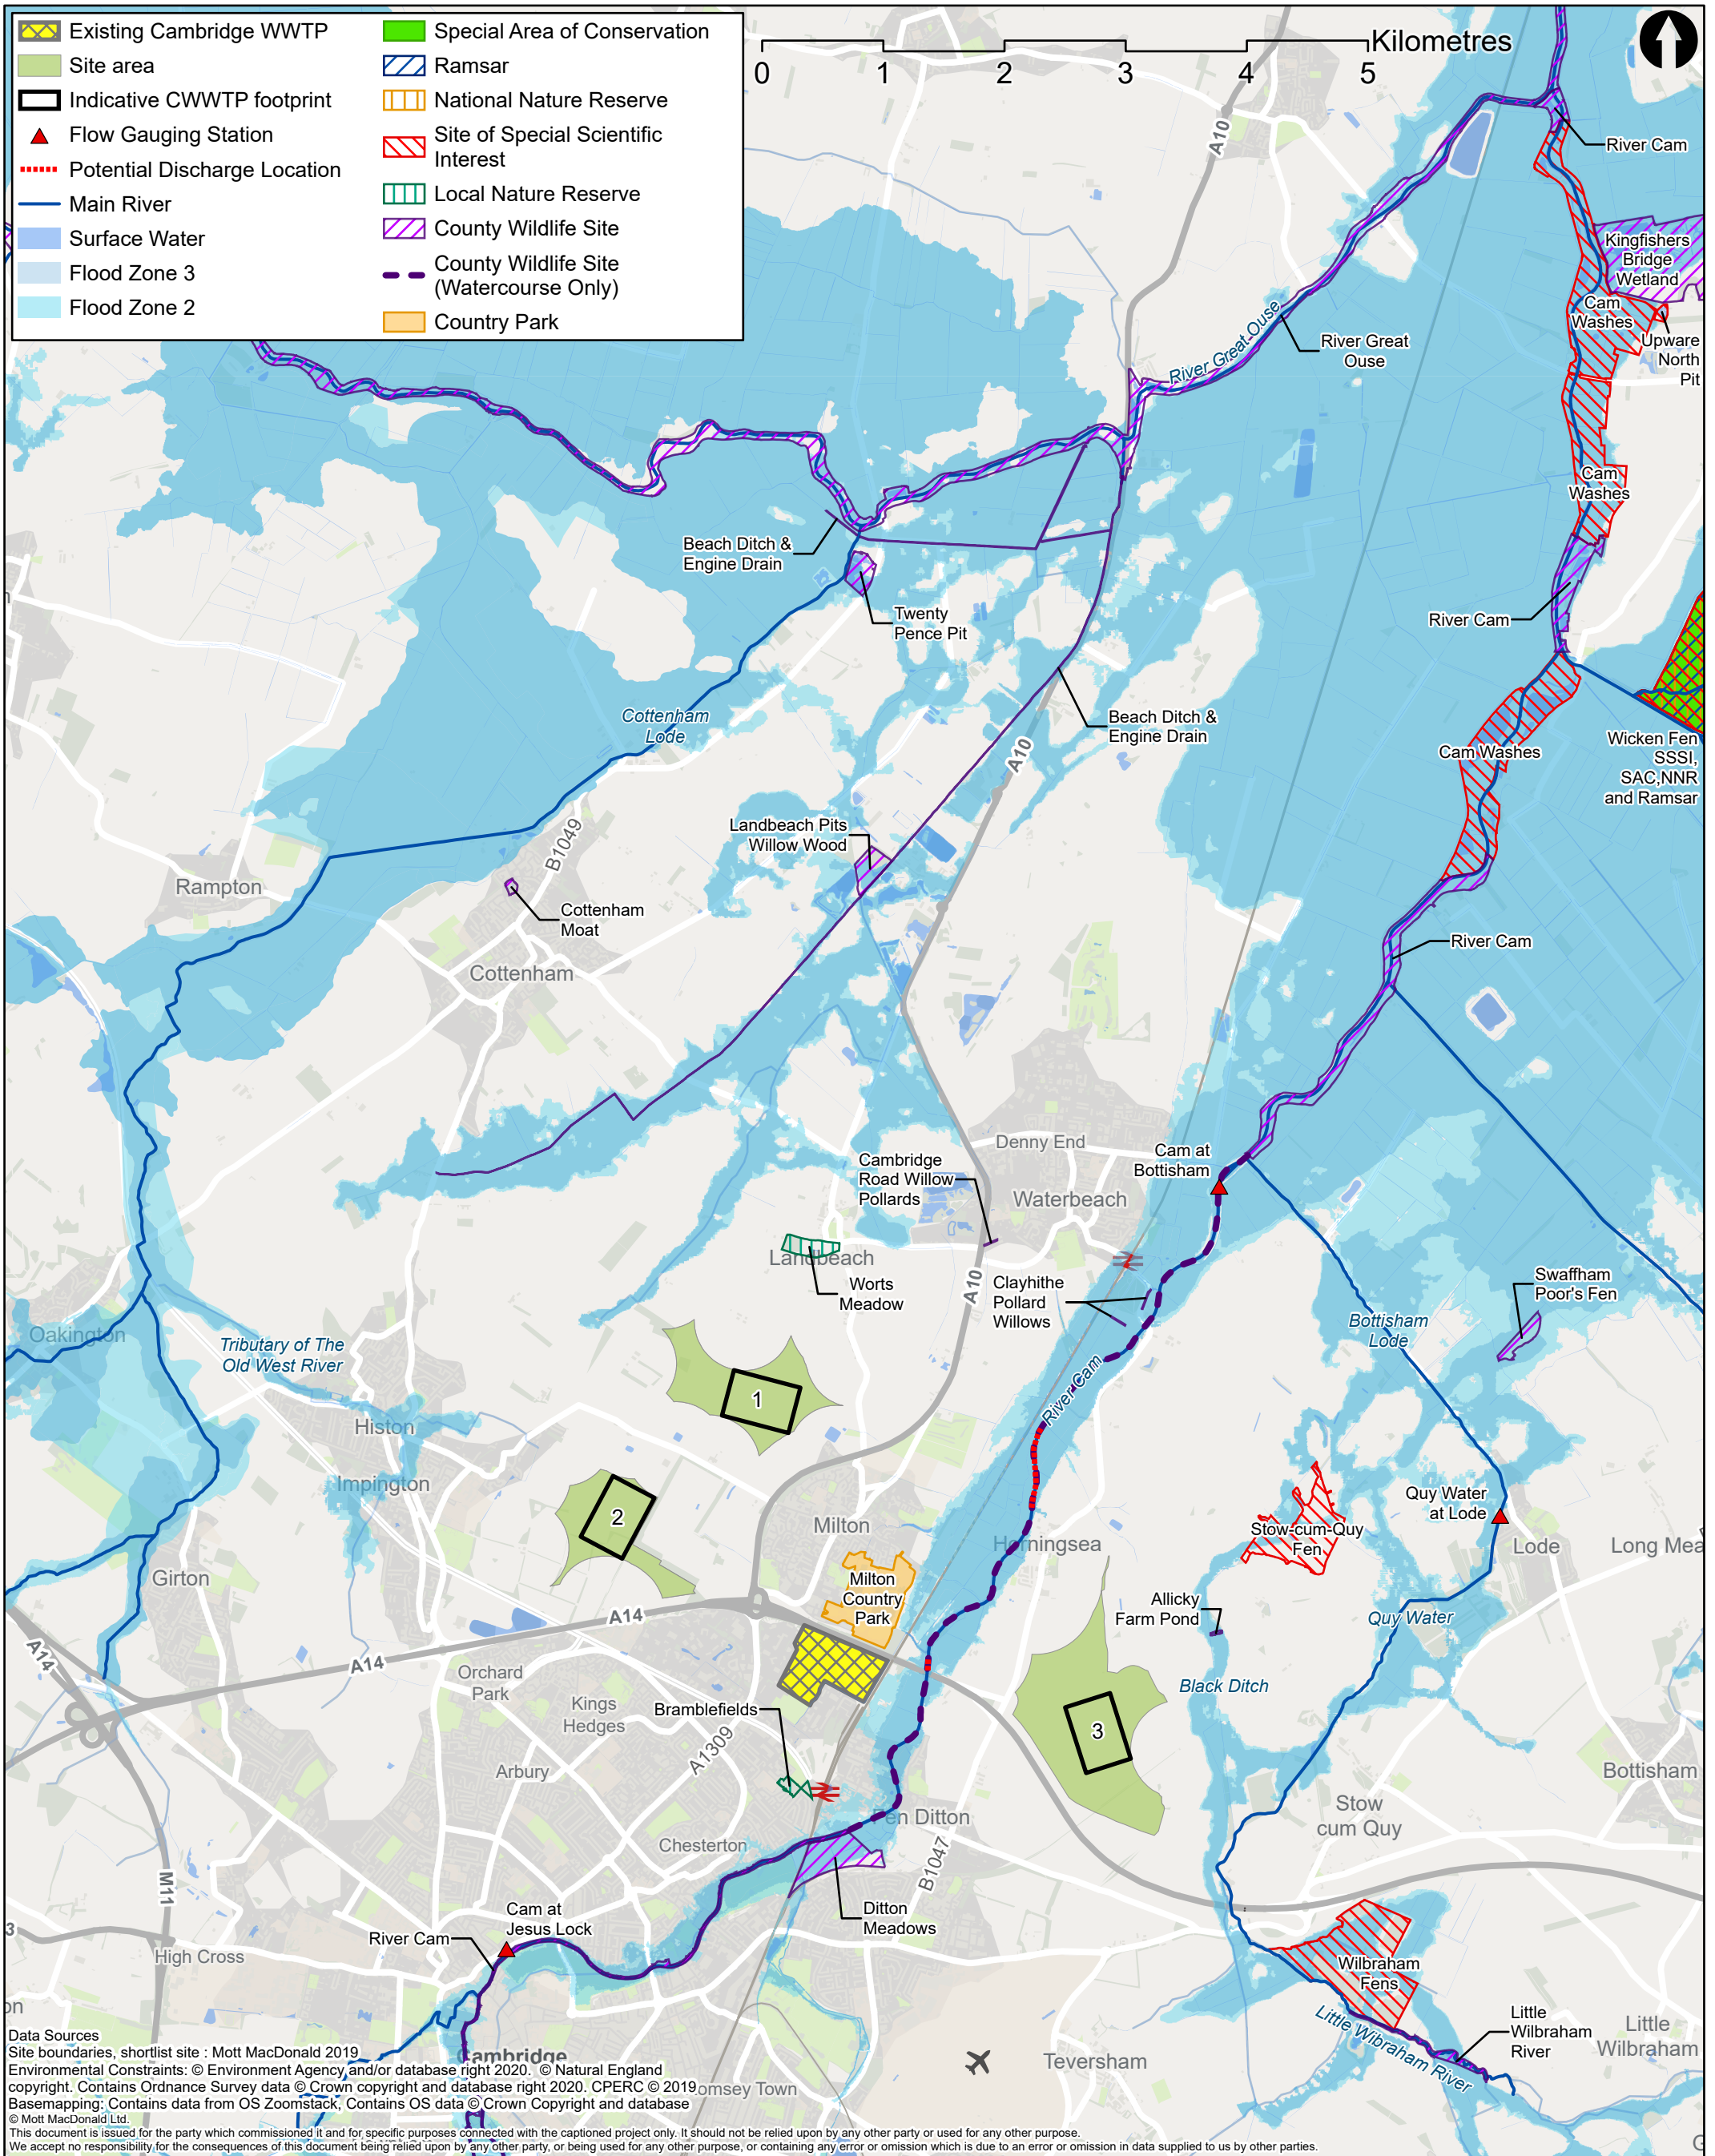 Existing Cambridge WWTP
Site area
Indicative CWWTP footprint
Flow Gauging Station
Potential Discharge Location
Main River
Surface Water
Flood Zone 3
Flood Zone 2
Special Area of Conservation
Ramsar
National Nature Reserve
Site of Special Scientific
Interest
Local Nature Reserve
County Wildlife Site
County Wildlife Site
(Watercourse Only)
Country Park
Kilometres
0 1 2 3 4 5
A10
River Cam
Kingfishers
Bridge
Wetland
Cam
Washes
Upware
North
Pit
River Great Ouse
River Great
Ouse
Cam
Washes
Beach Ditch &
Engine Drain
Twenty
Pence Pit
River Cam
Cottenham
Lode
Beach Ditch &
Engine Drain
A10
Cam Washes
Wicken Fen
SSSI,
SAC,NNR
and Ramsar
Landbeach Pits
Willow Wood
B1049
Rampton
Cottenham
Moat
Cottenham
River Cam
Denny End
Cam at
Bottisham
Cambridge
Road Willow
Pollards
Waterbeach
Landbeach
Worts
Meadow
A10
Clayhithe
Pollard
Willows
Swaffham
Poor's Fen
Bottisham
Lode
Oakington
Tributary of The
Old West River
River Cam
1
Histon
Impington
2
Milton
Horningsea
Stow-cum-Quy
Fen
Quy Water
at Lode
Lode
Long Mea
Girton
Milton
Country
Park
Allicky
Farm Pond
Quy Water
A14
A14
A14
Orchard
Park
Kings
Hedges
Bramblefields
A1309
Black Ditch
3
Arbury
Bottisham
Stow
cum Quy
Fen Ditton
Chesterton
B1047
M11
Cam at
Jesus Lock
River Cam
Ditton
Meadows
3
High Cross
Wilbraham
Fens
on
Little Wibraham River
Little
Wilbraham
River
Little
Wilbraham
Cambridge
Teversham
omsey Town
Data Sources
Site boundaries, shortlist site : Mott MacDonald 2019
Environmental Constraints: © Environment Agency and/or database right 2020. © Natural England
copyright. Contains Ordnance Survey data © Crown copyright and database right 2020. CPERC © 2019
Basemapping: Contains data from OS Zoomstack, Contains OS data © Crown Copyright and database
© Mott MacDonald Ltd.
This document is issued for the party which commissioned it and for specific purposes connected with the captioned project only. It should not be relied upon by any other party or used for any other purpose.
We accept no responsibility for the consequences of this document being relied upon by any other party, or being used for any other purpose, or containing any error or omission which is due to an error or omission in data supplied to us by other parties.